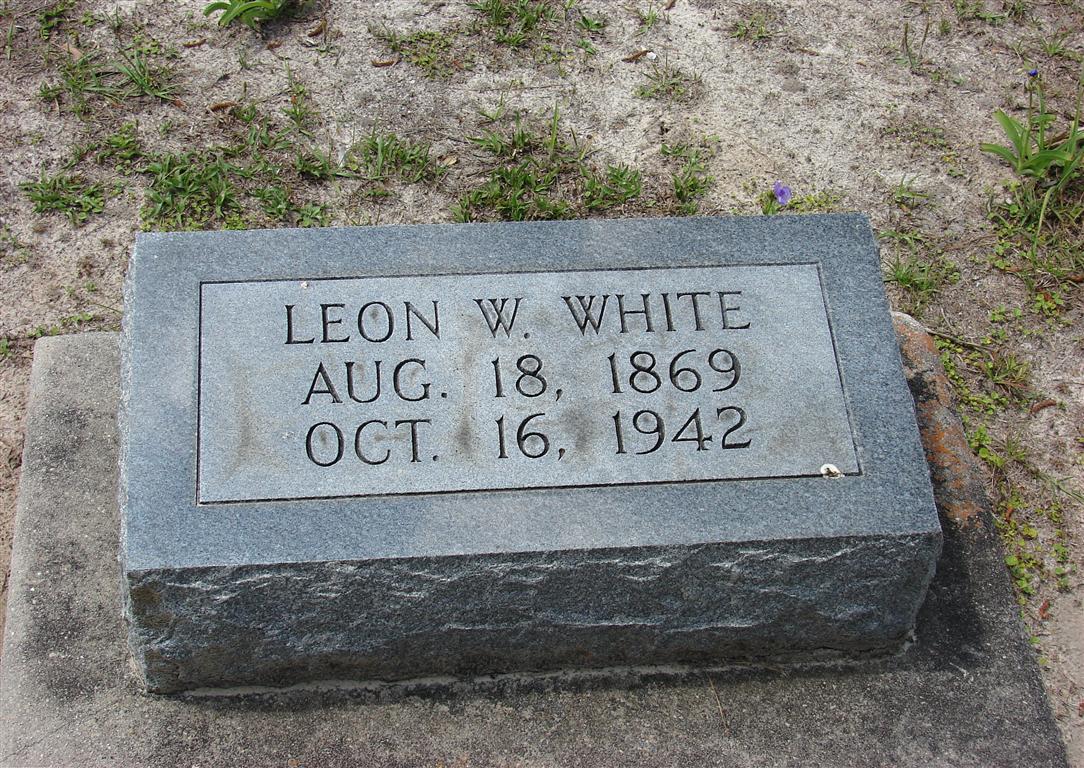 LEON W. WHITE
AUG. 18, 1869
OCT. 16, 1942